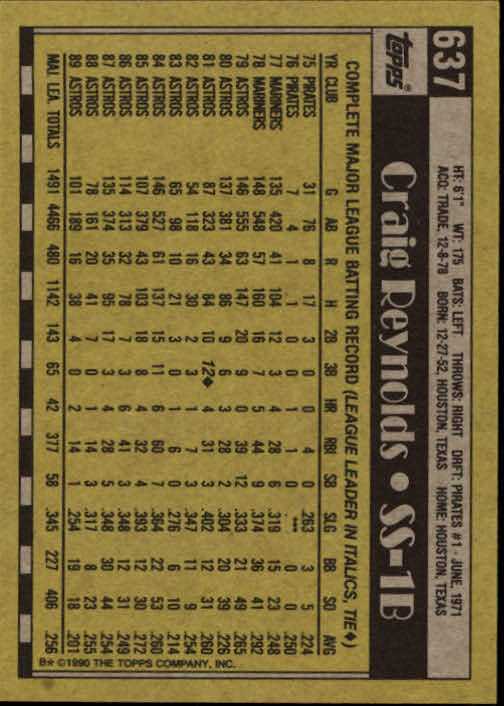 637
HT: 6'1" WT: 175 BATS: LEFT THROWS: RIGHT DRFT: PIRATES #1 - JUNE, 1971
ACQ: TRADE, 12-8-78 BORN: 12-27-52, HOUSTON, TEXAS HOME: HOUSTON, TEXAS
topps® Craig Reynolds • SS-1B
COMPLETE MAJOR LEAGUE BATTING RECORD (LEAGUE LEADER IN ITALICS, TIE◆)
YR CLUB G AB R H 2B 3B HR RBI SB SLG BB SO AVG
75 PIRATES 31 76 8 17 3 0 0 4 0 .263 3 5 .224
76 PIRATES 7 4 1 1 0 0 1 1 0 *** 0 0 .250
77 MARINERS 135 420 41 104 12 3 4 28 6 .319 15 23 .248
78 MARINERS 148 548 57 160 16 7 5 44 9 .374 36 41 .292
79 ASTROS 146 555 63 147 20 9 0 39 12 .333 21 49 .265
80 ASTROS 137 381 34 86 9 6 3 28 2 .304 20 39 .226
81 ASTROS 87 323 43 84 10 12◆ 4 31 3 .402 12 31 .260
82 ASTROS 54 118 16 30 2 3 1 7 3 .347 11 9 .254
83 ASTROS 65 98 10 21 3 0 1 6 0 .276 6 10 .214
84 ASTROS 146 527 61 137 15 11 6 60 7 .364 22 53 .260
85 ASTROS 107 379 43 103 18 8 4 32 4 .393 12 30 .272
86 ASTROS 114 313 32 78 7 3 6 41 3 .348 12 31 .249
87 ASTROS 135 374 35 95 17 3 4 28 5 .348 30 44 .254
88 ASTROS 78 161 20 41 7 0 1 14 3 .317 8 23 .255
89 ASTROS 101 189 16 38 4 0 2 14 1 .254 19 18 .201
MAJ. LEA. TOTALS 1491 4466 480 1142 143 65 42 377 58 .345 227 406 .256
B★ ©1990 THE TOPPS COMPANY, INC.